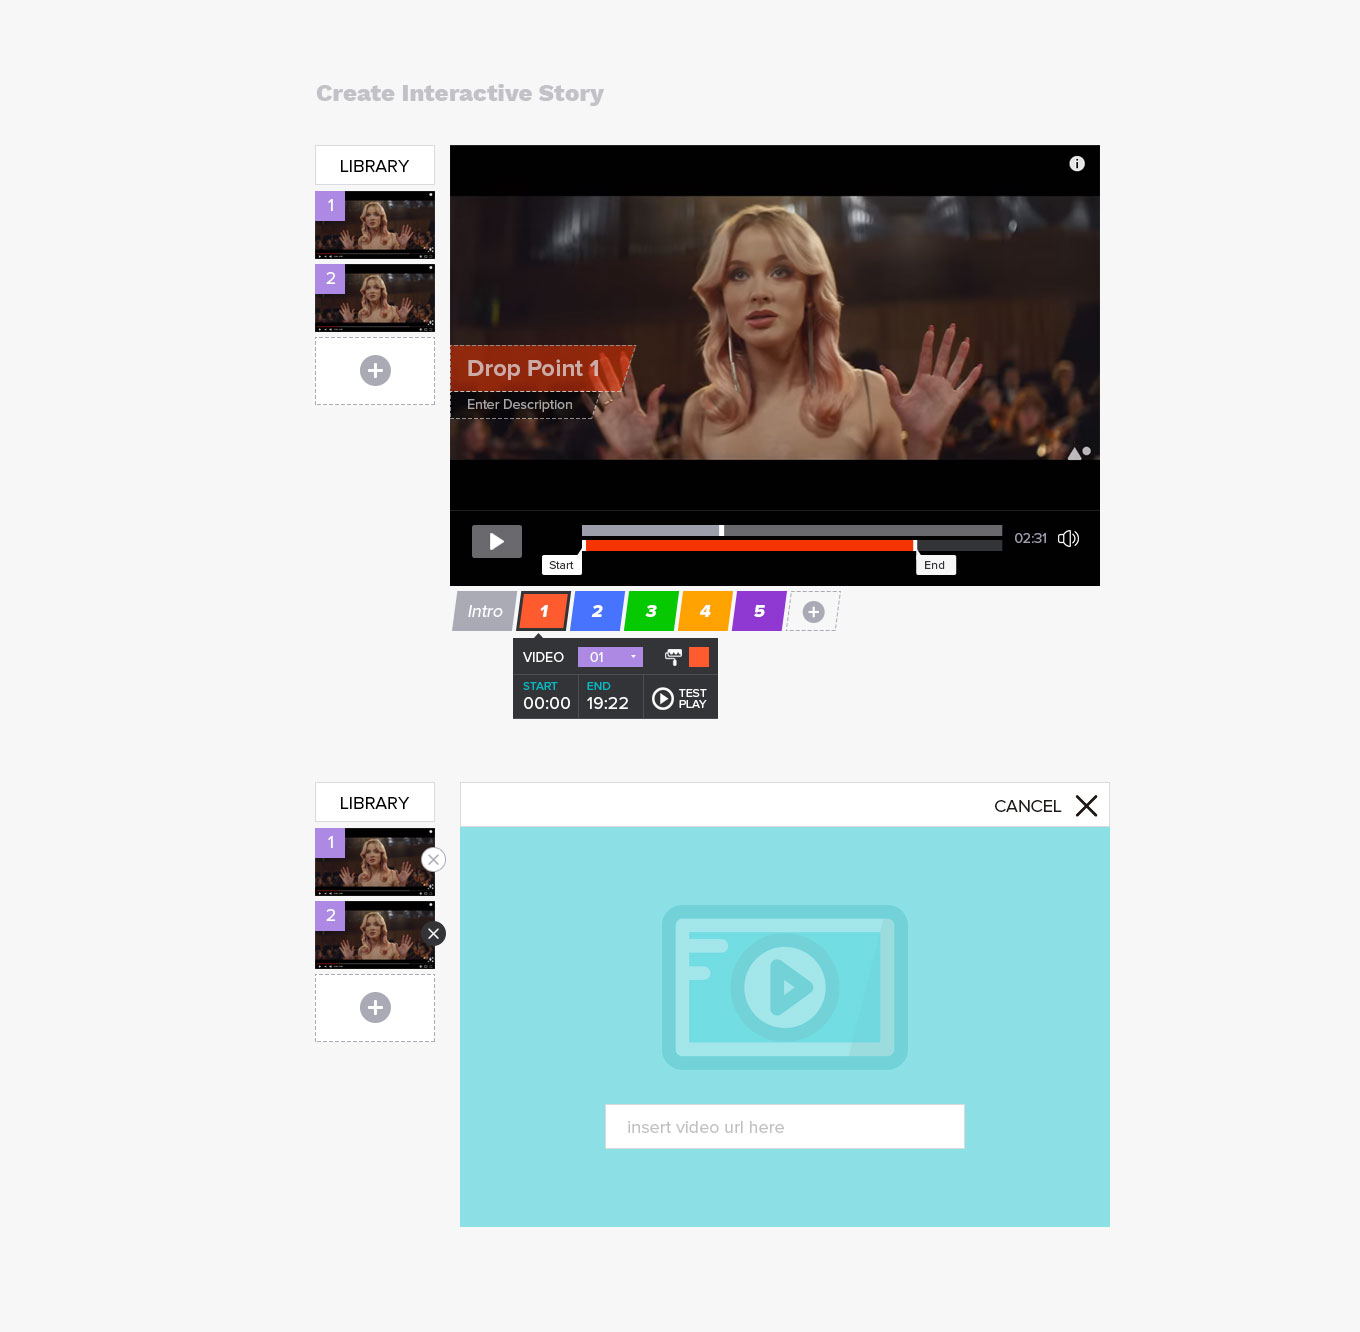 Create Interactive Story
LIBRARY
1
2
Drop Point 1
Enter Description
02:31
Start
End
Intro
1
2
3
4
5
VIDEO
01
START
00:00
END
19:22
TEST
PLAY
LIBRARY
1
2
CANCEL
insert video url here